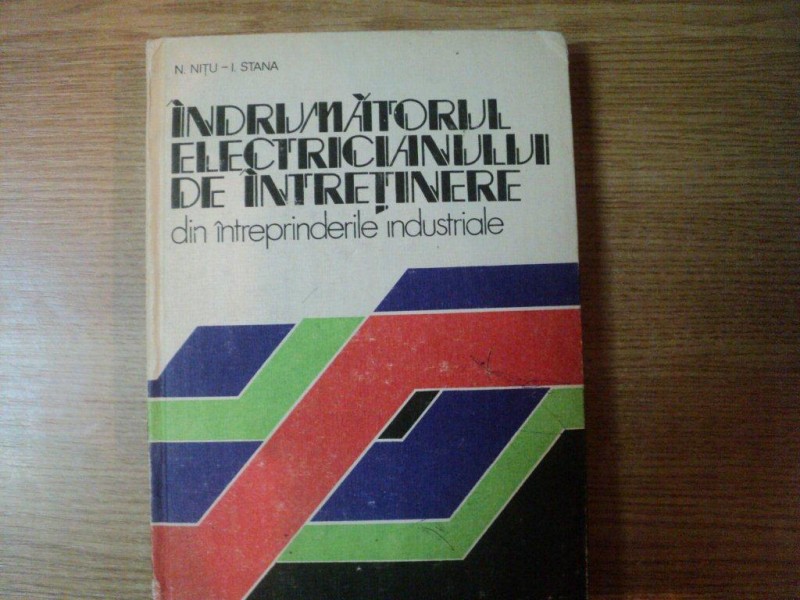 N. NIȚU – I. STANA
ÎNDRUMĂTORUL
ELECTRICIANULUI
DE ÎNTREȚINERE
din întreprinderile industriale